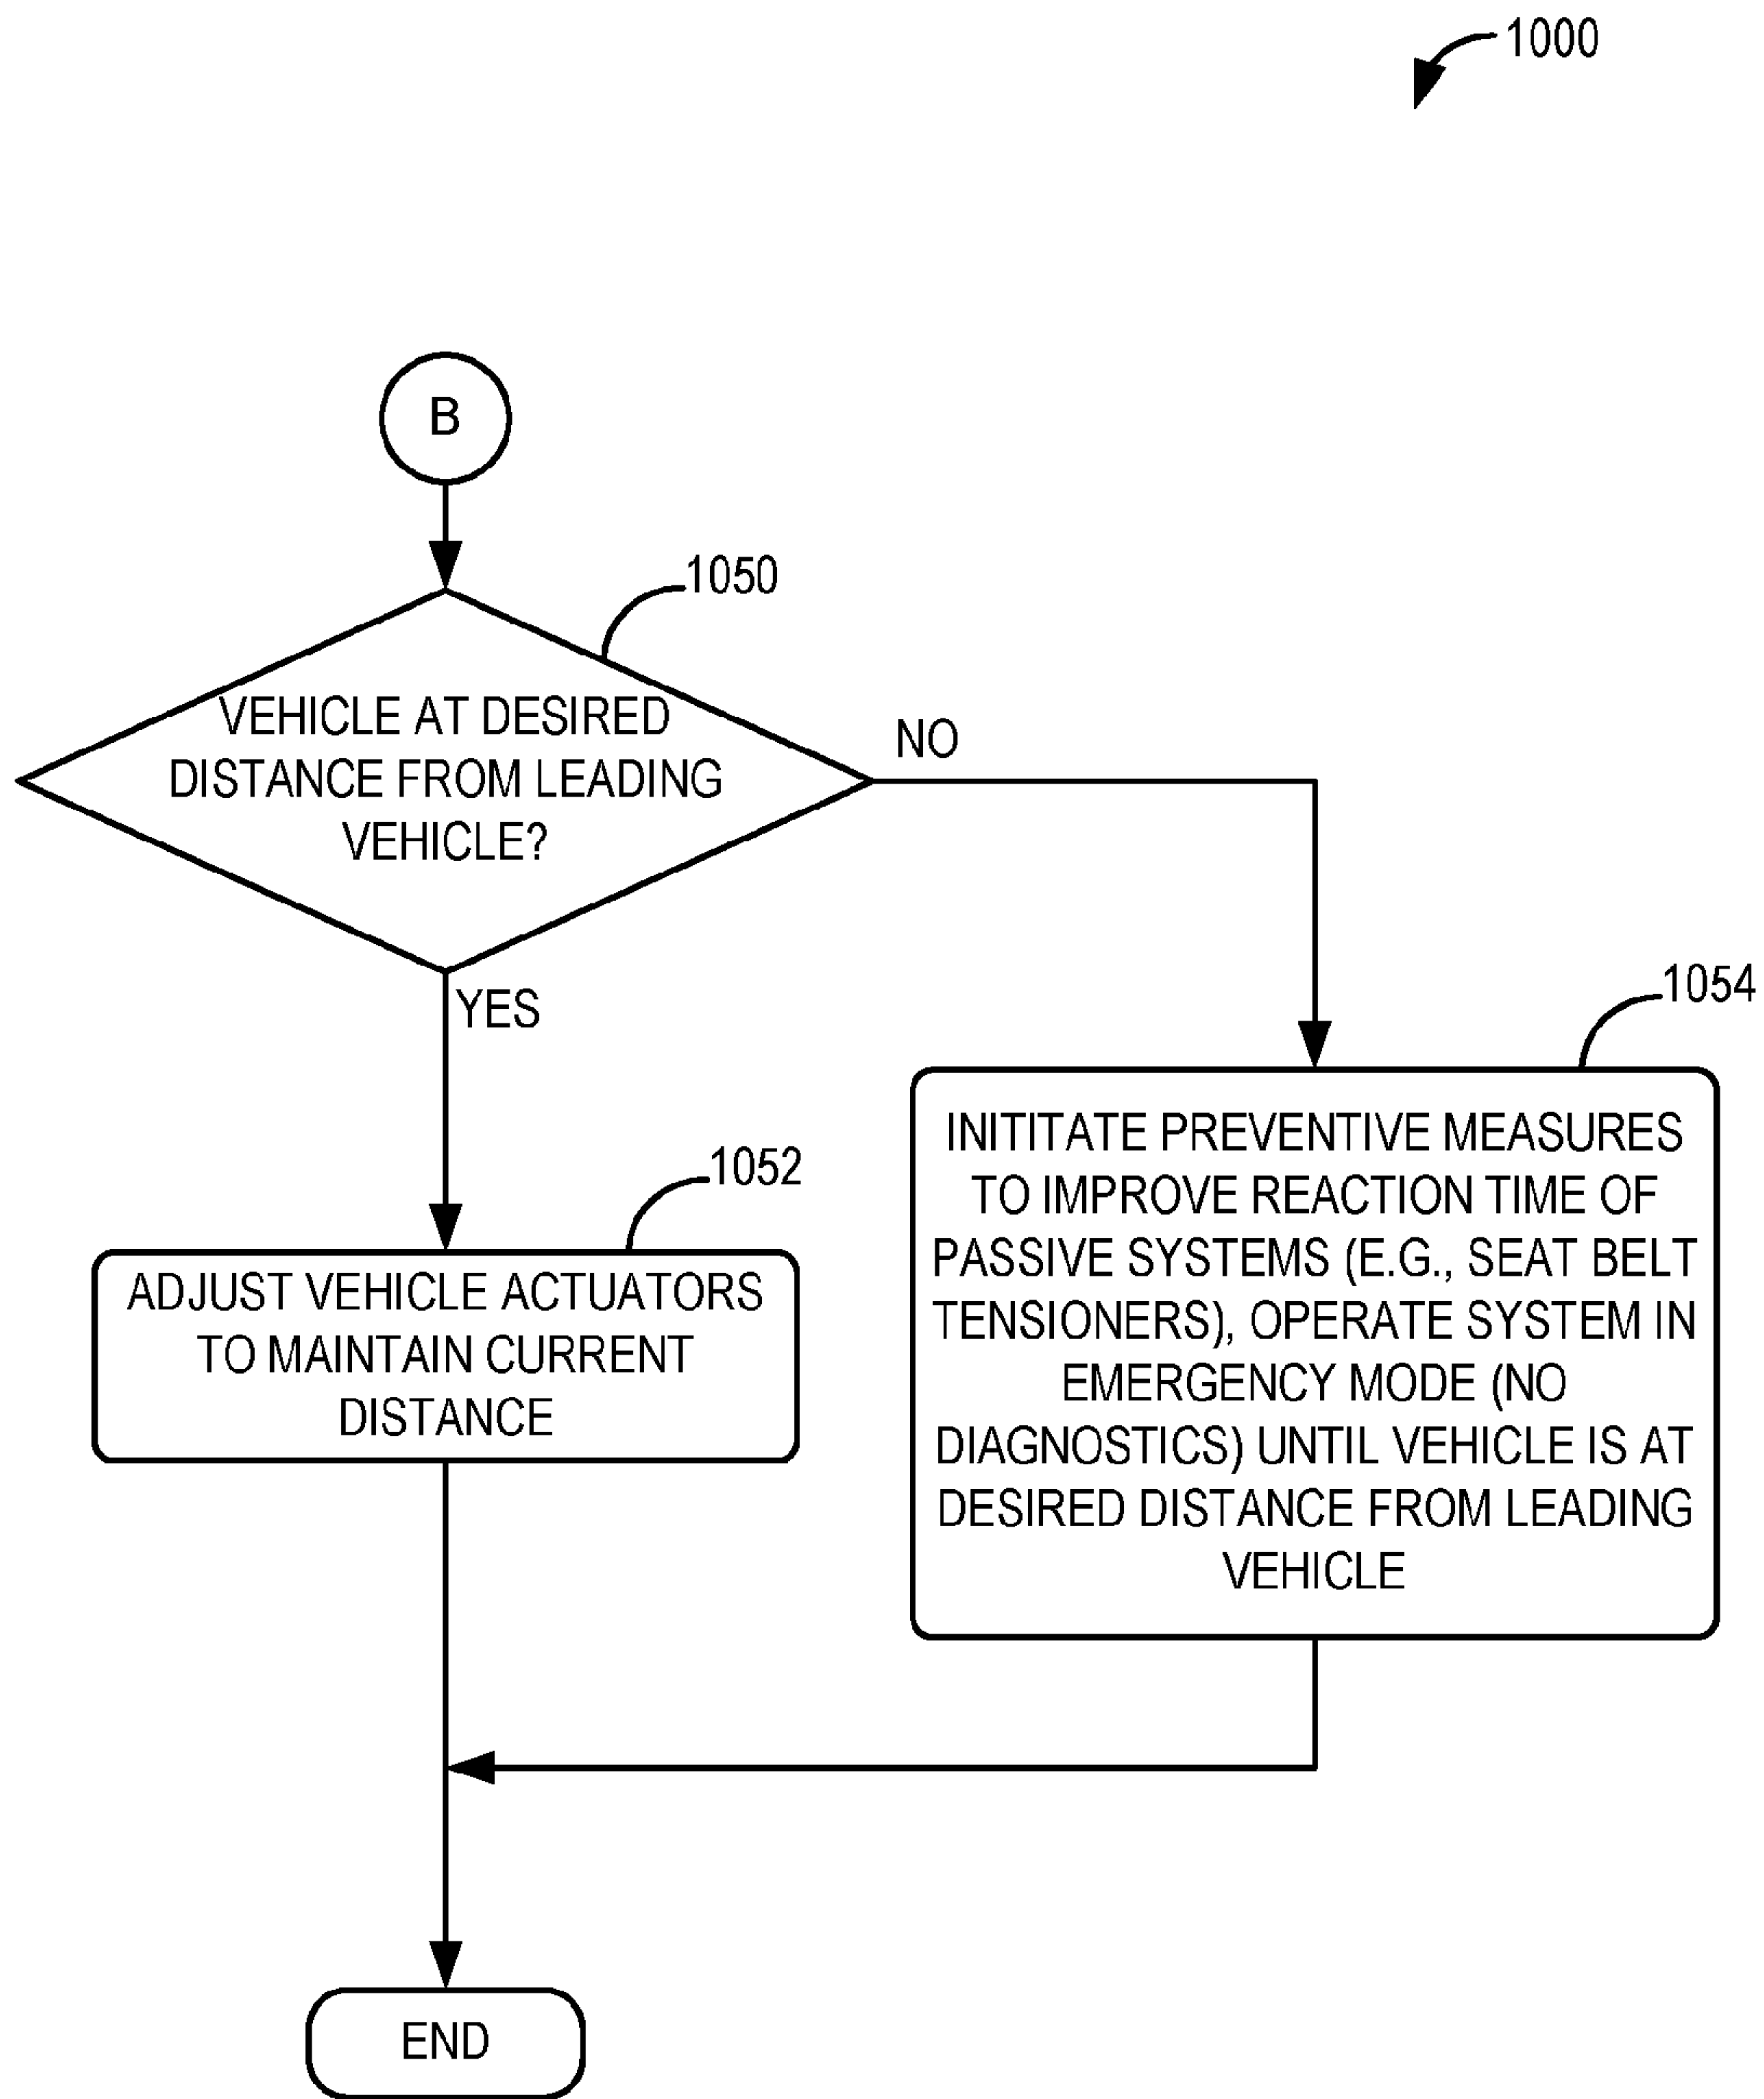 1000
B
1050
VEHICLE AT DESIRED
DISTANCE FROM LEADING
VEHICLE?
NO
YES
1054
INITITATE PREVENTIVE MEASURES
TO IMPROVE REACTION TIME OF
PASSIVE SYSTEMS (E.G., SEAT BELT
TENSIONERS), OPERATE SYSTEM IN
EMERGENCY MODE (NO
DIAGNOSTICS) UNTIL VEHICLE IS AT
DESIRED DISTANCE FROM LEADING
VEHICLE
1052
ADJUST VEHICLE ACTUATORS
TO MAINTAIN CURRENT
DISTANCE
END